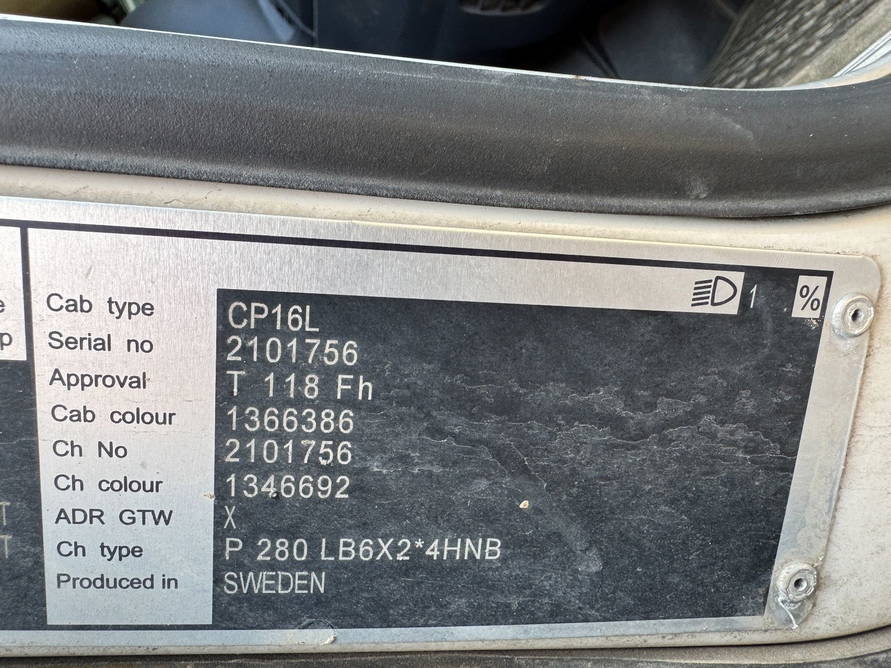 1 %
Cab type CP16L
Serial no 2101756
Approval T 118 Fh
Cab colour 1366386
Ch No 2101756
Ch colour 1346692
ADR GTW X
Ch type P 280 LB6X2*4HNB
Produced in SWEDEN